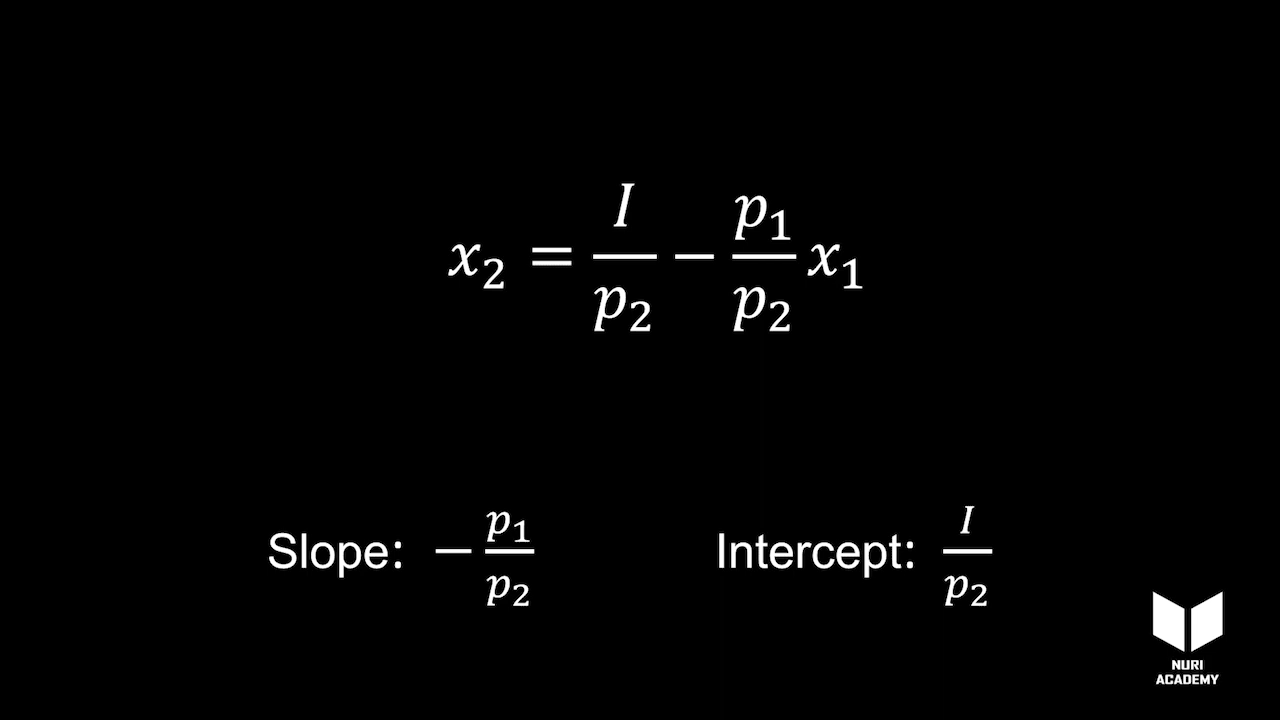 x₂ = I/p₂ − p₁/p₂ x₁
Slope: − p₁/p₂
Intercept: I/p₂
NURI
ACADEMY